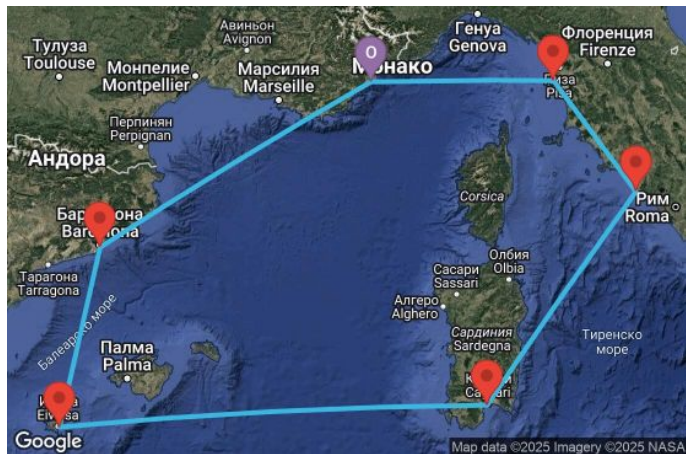 Авиньон
Avignon
Генуа
Genova
Флоренция
Firenze
Тулуза
Toulouse
O
Монако
Монпелие
Montpellier
Марсилия
Marseille
Пиза
Pisa
Перпинян
Perpignan
Андора
Corsica
Рим
Roma
Барселона
Barcelona
Тарагона
Tarragona
Сасари
Sassari
Олбия
Olbia
Алгеро
Alghero
Балеарско море
Сардиния
Sardegna
Тиренско
море
Палма
Palma
Eivissa
Google
Map data ©2025 Imagery ©2025 NASA